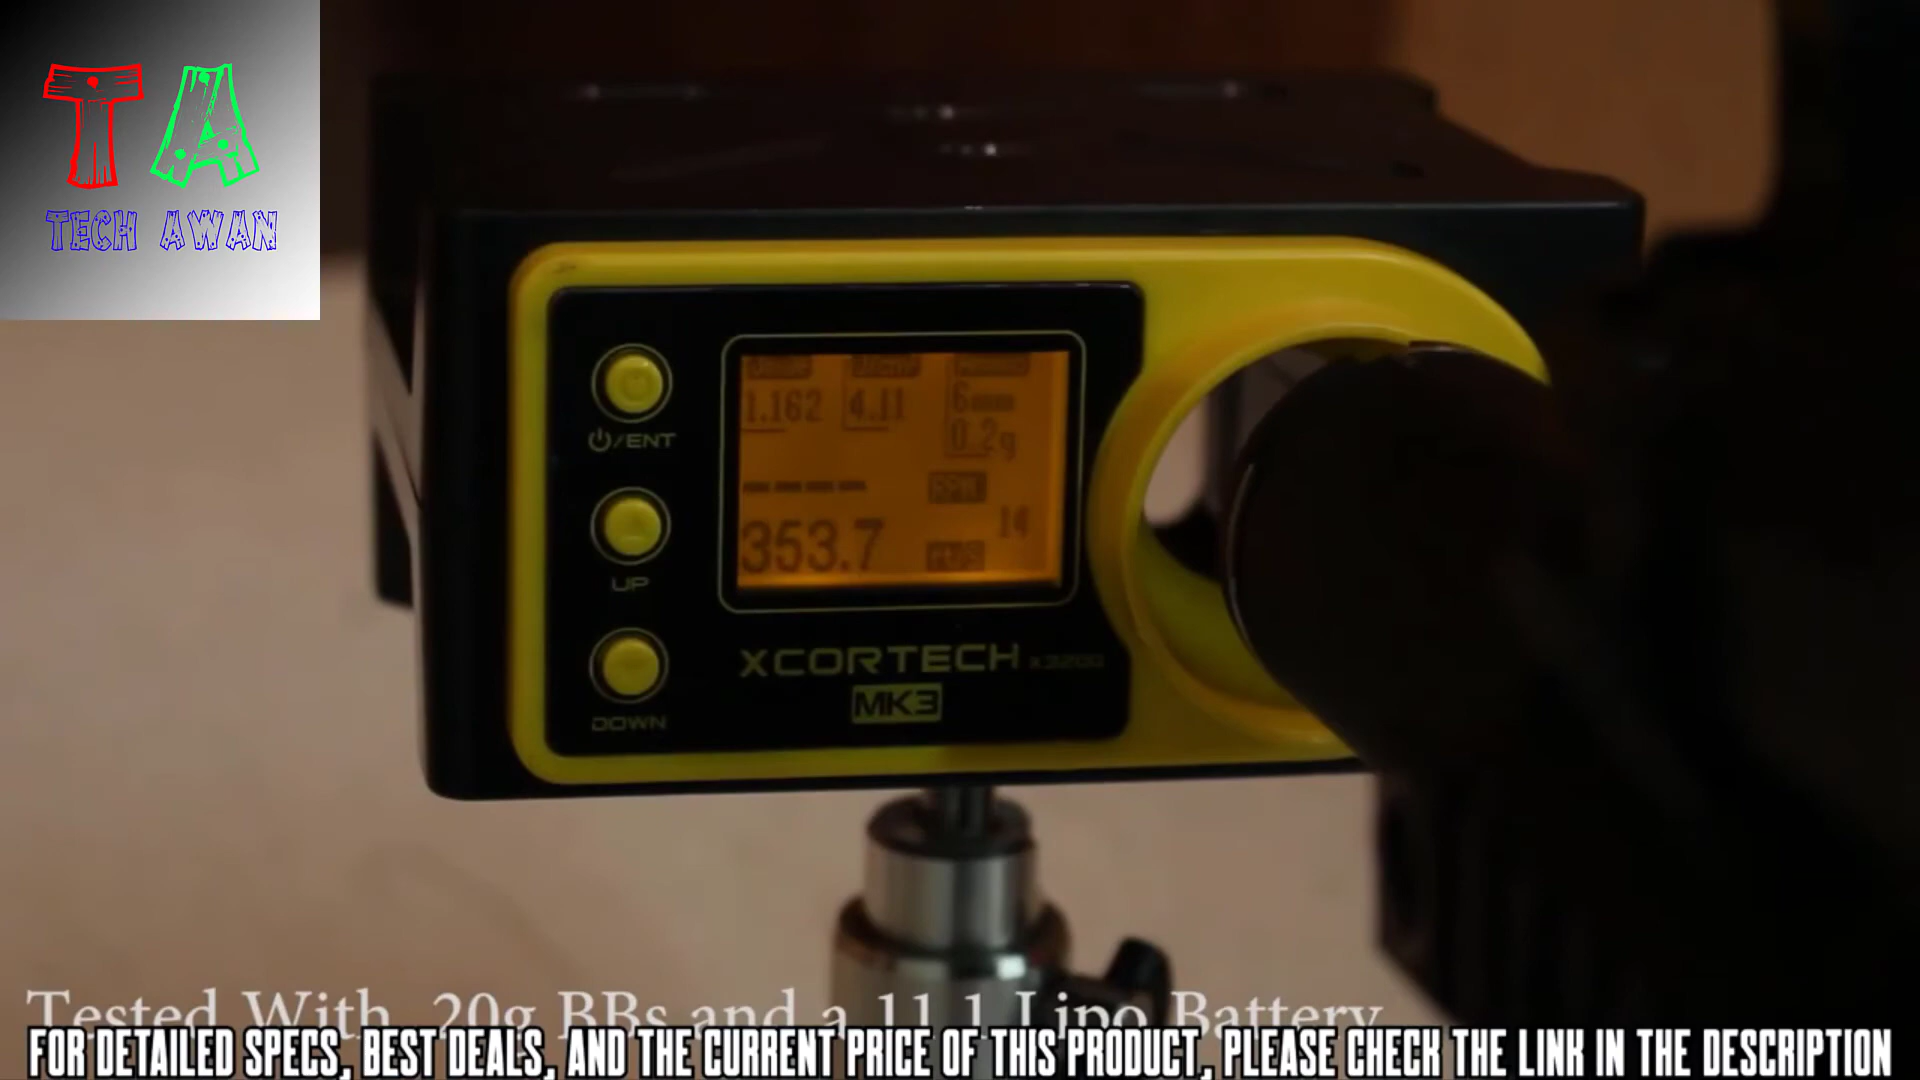 TA
TECH AWAN
1.162 4.11 6mm
0.2g
RPM
14
353.7
⏻/ENT
UP
DOWN
XCORTECH X3200
MK3
Tested With .20g BBs and a 11.1 Lipo Battery
FOR DETAILED SPECS, BEST DEALS, AND THE CURRENT PRICE OF THIS PRODUCT, PLEASE CHECK THE LINK IN THE DESCRIPTION